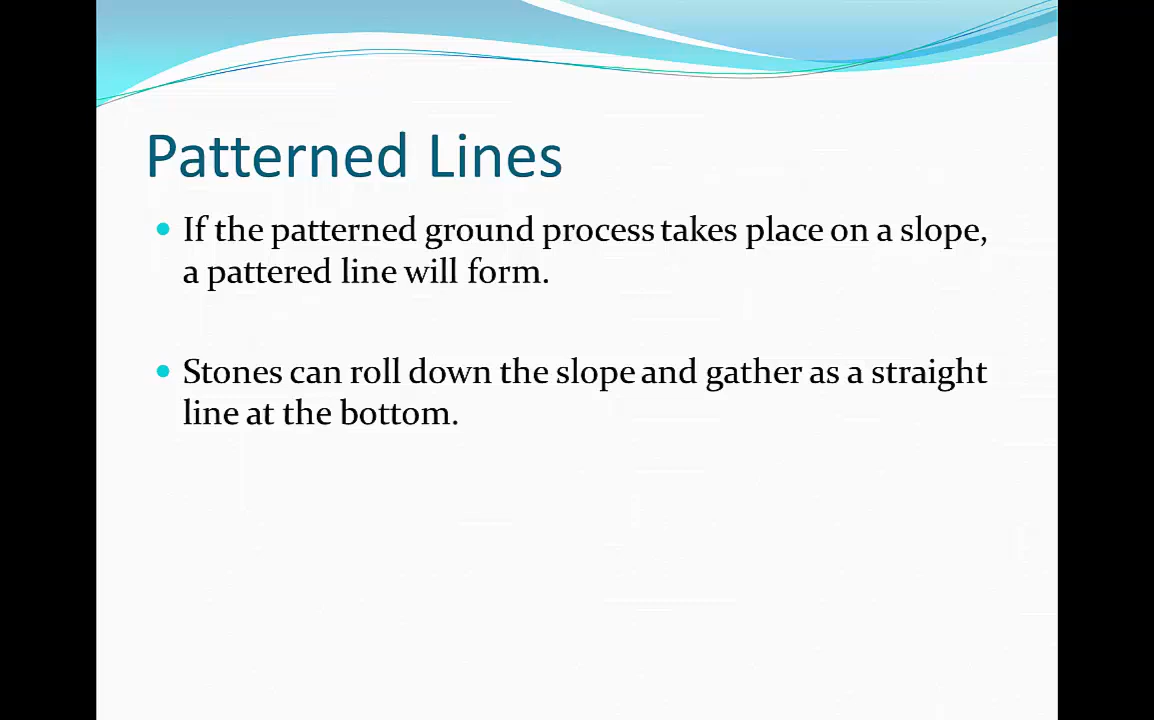 Patterned Lines
If the patterned ground process takes place on a slope,
a pattered line will form.
Stones can roll down the slope and gather as a straight
line at the bottom.